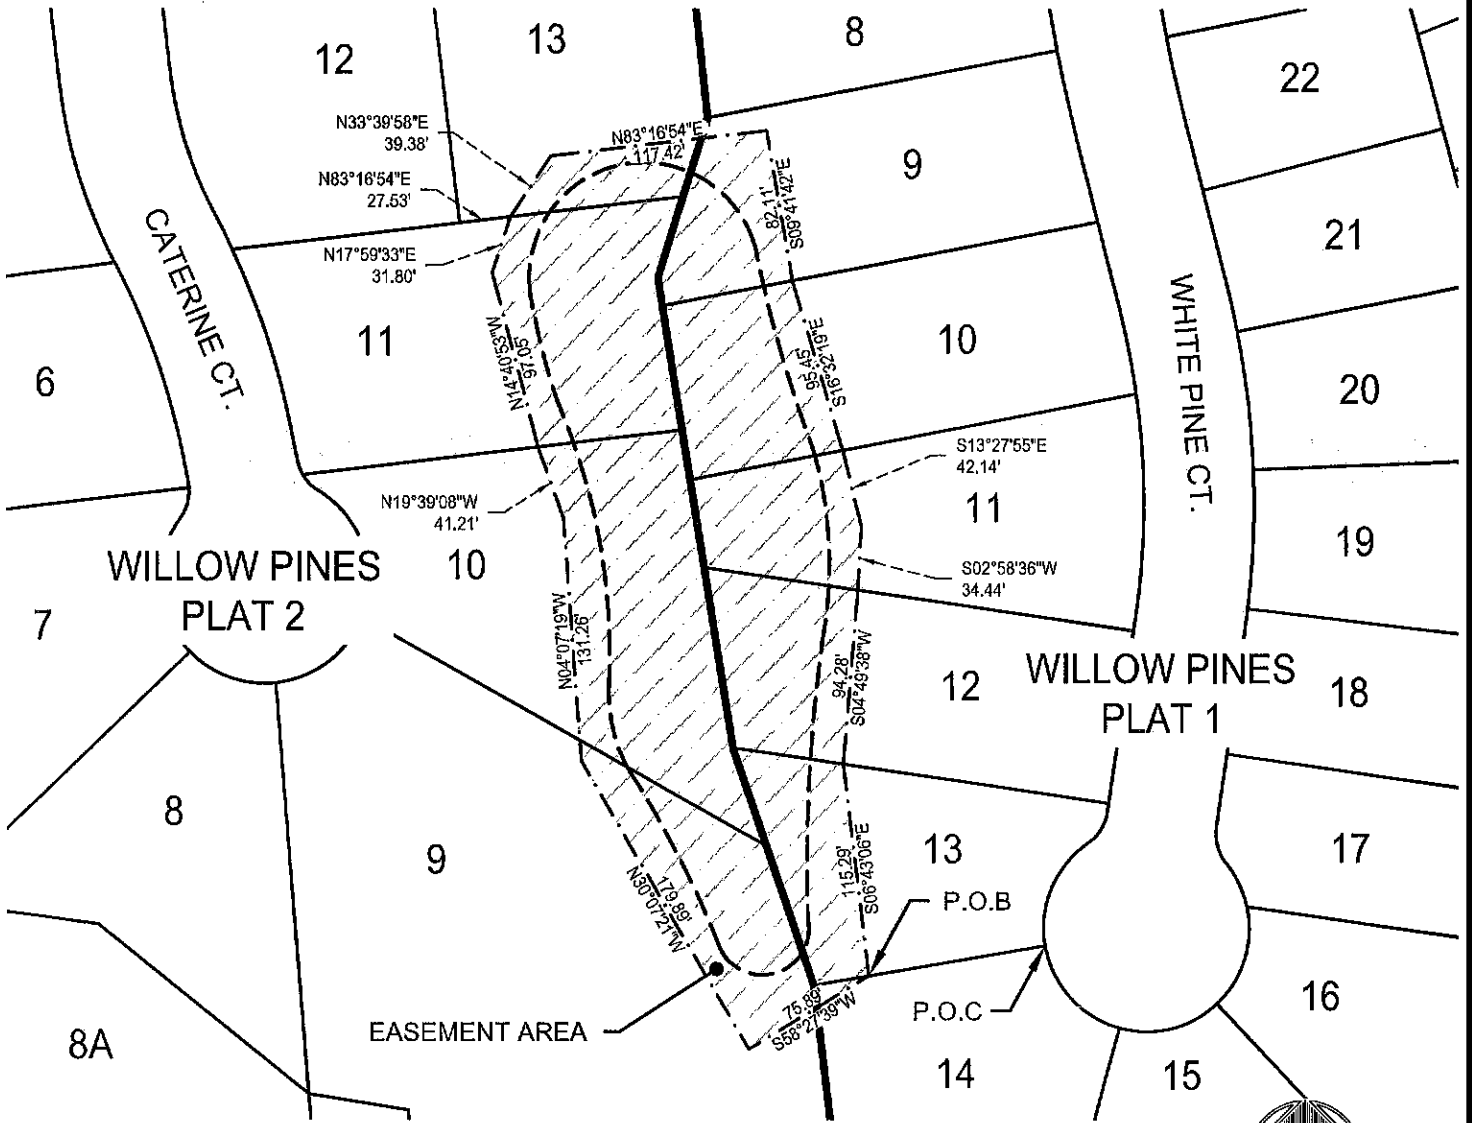 12
13
8
22
N33°39'58"E
39.38'
N83°16'54"E
117.42'
N83°16'54"E
27.53'
9
82.11'
S09°41'42"E
CATERINE CT.
21
N17°59'33"E
31.80'
WHITE PINE CT.
11
10
6
N14°40'53"W
97.05
95.45
S16°32'19"E
20
S13°27'55"E
42.14'
N19°39'08"W
41.21'
11
19
WILLOW PINES
PLAT 2
10
7
S02°58'36"W
34.44'
N04°07'19"W
131.26'
94.28'
S04°49'38"W
WILLOW PINES
PLAT 1
12
18
8
9
13
17
115.29'
S06°43'06"E
179.89'
N30°07'21"W
P.O.B
75.89'
S58°27'39"W
P.O.C
16
EASEMENT AREA
8A
14
15